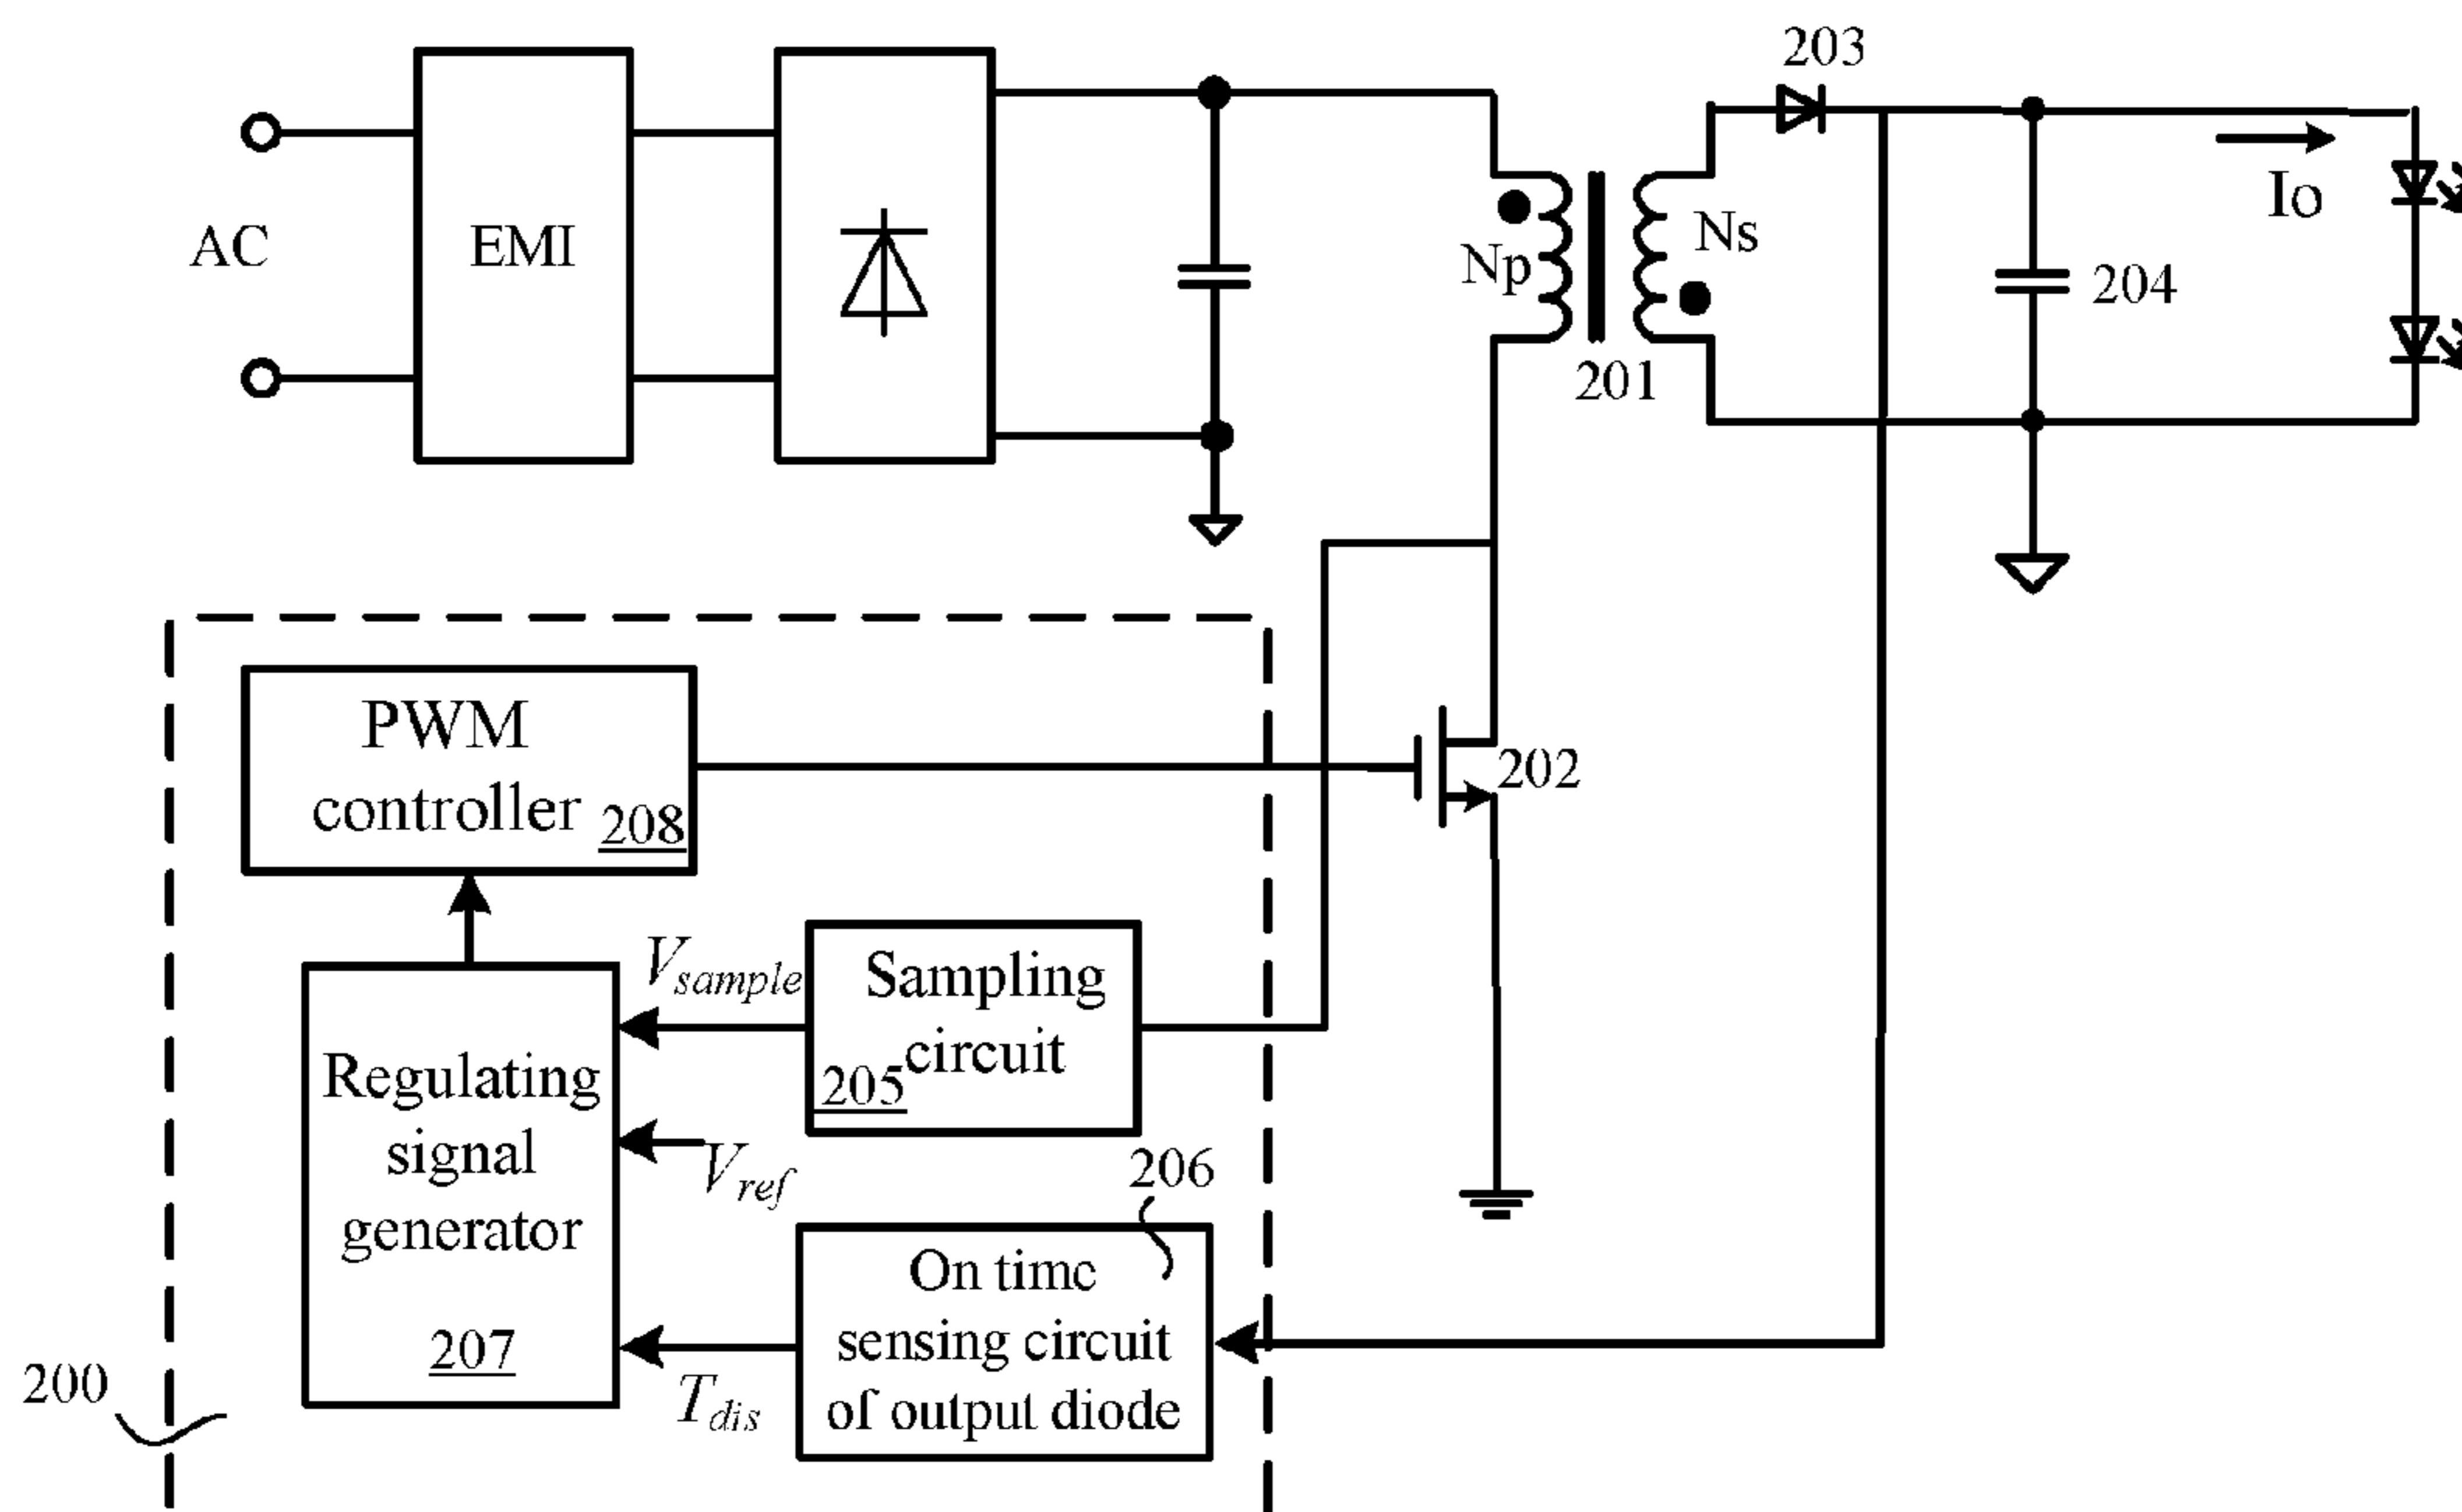 203
AC
EMI
Np
Ns
Io
204
201
PWM
controller 208
202
Vsample
Sampling
circuit
205
Regulating
signal
generator
207
Vref
206
On time
sensing circuit
of output diode
Tdis
200